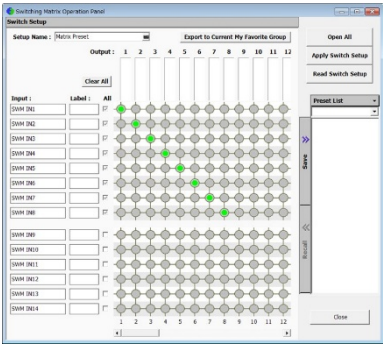 Switching Matrix Operation Panel
Switch Setup
Setup Name : Matrix Preset
Export to Current My Favorite Group
Output : 1 2 3 4 5 6 7 8 9 10 11 12
Clear All
Input : Label : All
SWM IN1
SWM IN2
SWM IN3
SWM IN4
SWM IN5
SWM IN6
SWM IN7
SWM IN8
SWM IN9
SWM IN10
SWM IN11
SWM IN12
SWM IN13
SWM IN14
1 2 3 4 5 6 7 8 9 10 11 12
Save
Recall
Open All
Apply Switch Setup
Read Switch Setup
Preset List
Close